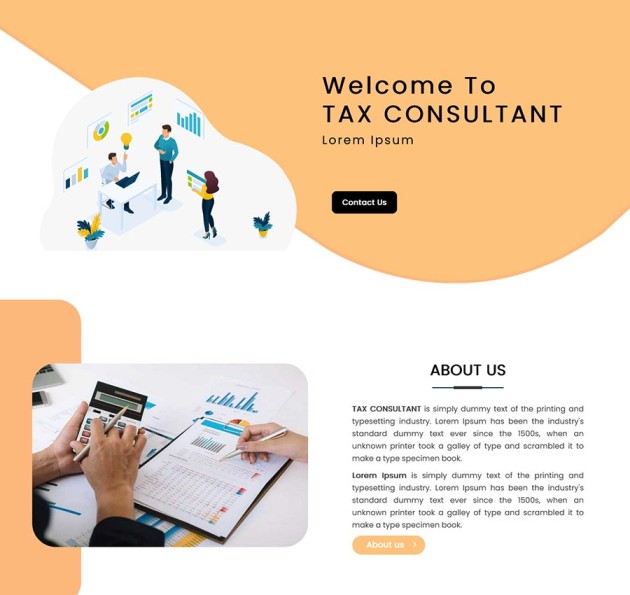 Welcome To
TAX CONSULTANT
Lorem Ipsum
Contact Us
ABOUT US
TAX CONSULTANT is simply dummy text of the printing and
typesetting industry. Lorem Ipsum has been the industry's
standard dummy text ever since the 1500s, when an
unknown printer took a galley of type and scrambled it to
make a type specimen book.
Lorem Ipsum is simply dummy text of the printing and
typesetting industry. Lorem Ipsum has been the industry's
standard dummy text ever since the 1500s, when an
unknown printer took a galley of type and scrambled it to
make a type specimen book.
About us >